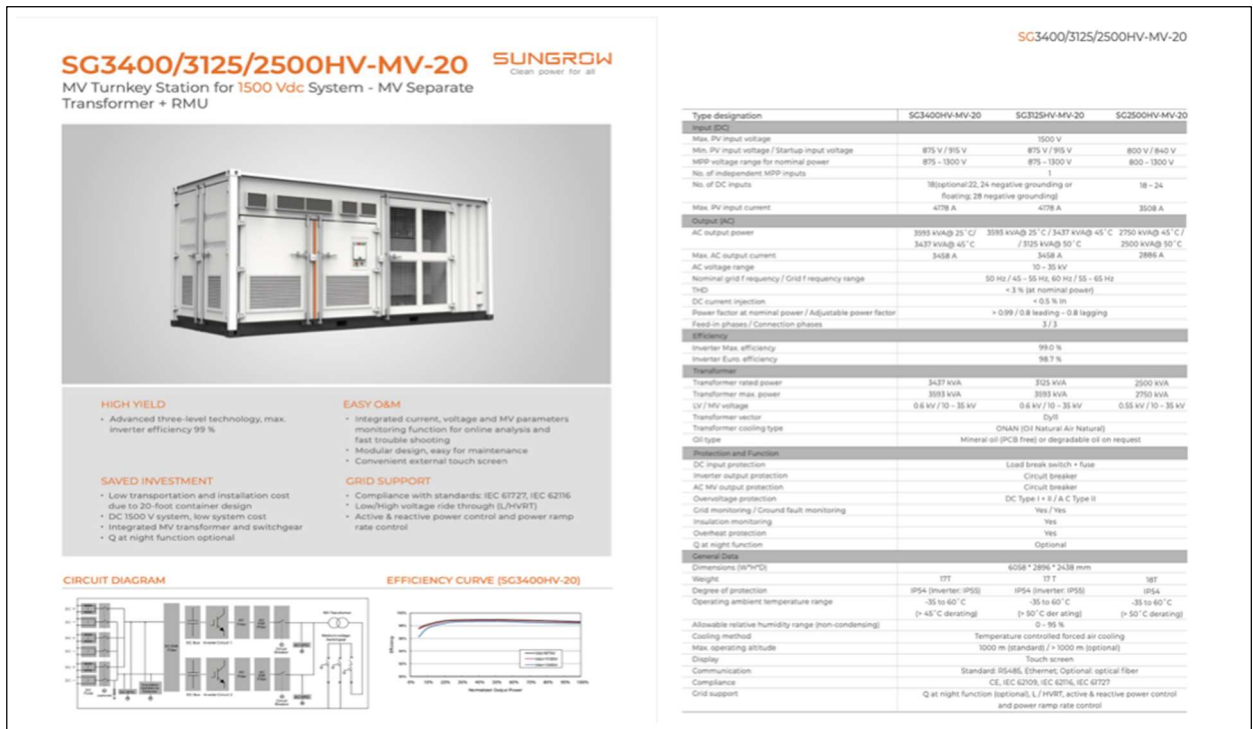 SG3400/3125/2500HV-MV-20
SUNGROW
Clean power for all
MV Turnkey Station for 1500 Vdc System - MV Separate
Transformer + RMU
HIGH YIELD
• Advanced three-level technology, max.
inverter efficiency 99 %
EASY O&M
• Integrated current, voltage and MV parameters
monitoring function for online analysis and
fast trouble shooting
• Modular design, easy for maintenance
• Convenient external touch screen
SAVED INVESTMENT
• Low transportation and installation cost
due to 20-foot container design
• DC 1500 V system, low system cost
• Integrated MV transformer and switchgear
• Q at night function optional
GRID SUPPORT
• Compliance with standards: IEC 61727, IEC 62116
• Low/High voltage ride through (L/HVRT)
• Active & reactive power control and power ramp
rate control
CIRCUIT DIAGRAM
EFFICIENCY CURVE (SG3400HV-20)
Normalized Output Power
SG3400/3125/2500HV-MV-20
Type designation SG3400HV-MV-20 SG3125HV-MV-20 SG2500HV-MV-20
Input (DC)
Max. PV input voltage 1500 V
Min. PV input voltage / Startup input voltage 875 V / 915 V 875 V / 915 V 800 V / 840 V
MPP voltage range for nominal power 875 – 1300 V 875 – 1300 V 800 – 1300 V
No. of independent MPP inputs 1
No. of DC inputs 18(optional:22, 24 negative grounding or 18 – 24
floating; 28 negative grounding)
Max. PV input current 4178 A 4178 A 3508 A
Output (AC)
AC output power 3593 kVA@ 25˚C/ 3593 kVA@ 25˚C / 3437 kVA@ 45˚C 2750 kVA@ 45˚C /
3437 kVA@ 45˚C / 3125 kVA@ 50˚C 2500 kVA@ 50˚C
Max. AC output current 3458 A 3458 A 2886 A
AC voltage range 10 – 35 kV
Nominal grid f requency / Grid f requency range 50 Hz / 45 – 55 Hz, 60 Hz / 55 – 65 Hz
THD < 3 % (at nominal power)
DC current injection < 0.5 % In
Power factor at nominal power / Adjustable power factor > 0.99 / 0.8 leading – 0.8 lagging
Feed-in phases / Connection phases 3 / 3
Efficiency
Inverter Max. efficiency 99.0 %
Inverter Euro. efficiency 98.7 %
Transformer
Transformer rated power 3437 kVA 3125 kVA 2500 kVA
Transformer max. power 3593 kVA 3593 kVA 2750 kVA
LV / MV voltage 0.6 kV / 10 – 35 kV 0.6 kV / 10 – 35 kV 0.55 kV / 10 – 35 kV
Transformer vector Dy11
Transformer cooling type ONAN (Oil Natural Air Natural)
Oil type Mineral oil (PCB free) or degradable oil on request
Protection and Function
DC input protection Load break switch + fuse
Inverter output protection Circuit breaker
AC MV output protection Circuit breaker
Overvoltage protection DC Type I + II / A C Type II
Grid monitoring / Ground fault monitoring Yes / Yes
Insulation monitoring Yes
Overheat protection Yes
Q at night function Optional
General Data
Dimensions (W*H*D) 6058 * 2896 * 2438 mm
Weight 17T 17 T 18T
Degree of protection IP54 (Inverter: IP55) IP54 (Inverter: IP55) IP54
Operating ambient temperature range -35 to 60˚C -35 to 60˚C -35 to 60˚C
(> 45˚C derating) (> 50˚C der ating) (> 50˚C derating)
Allowable relative humidity range (non-condensing) 0 – 95 %
Cooling method Temperature controlled forced air cooling
Max. operating altitude 1000 m (standard) / > 1000 m (optional)
Display Touch screen
Communication Standard: RS485, Ethernet; Optional: optical fiber
Compliance CE, IEC 62109, IEC 62116, IEC 61727
Grid support Q at night function (optional), L / HVRT, active & reactive power control
and power ramp rate control